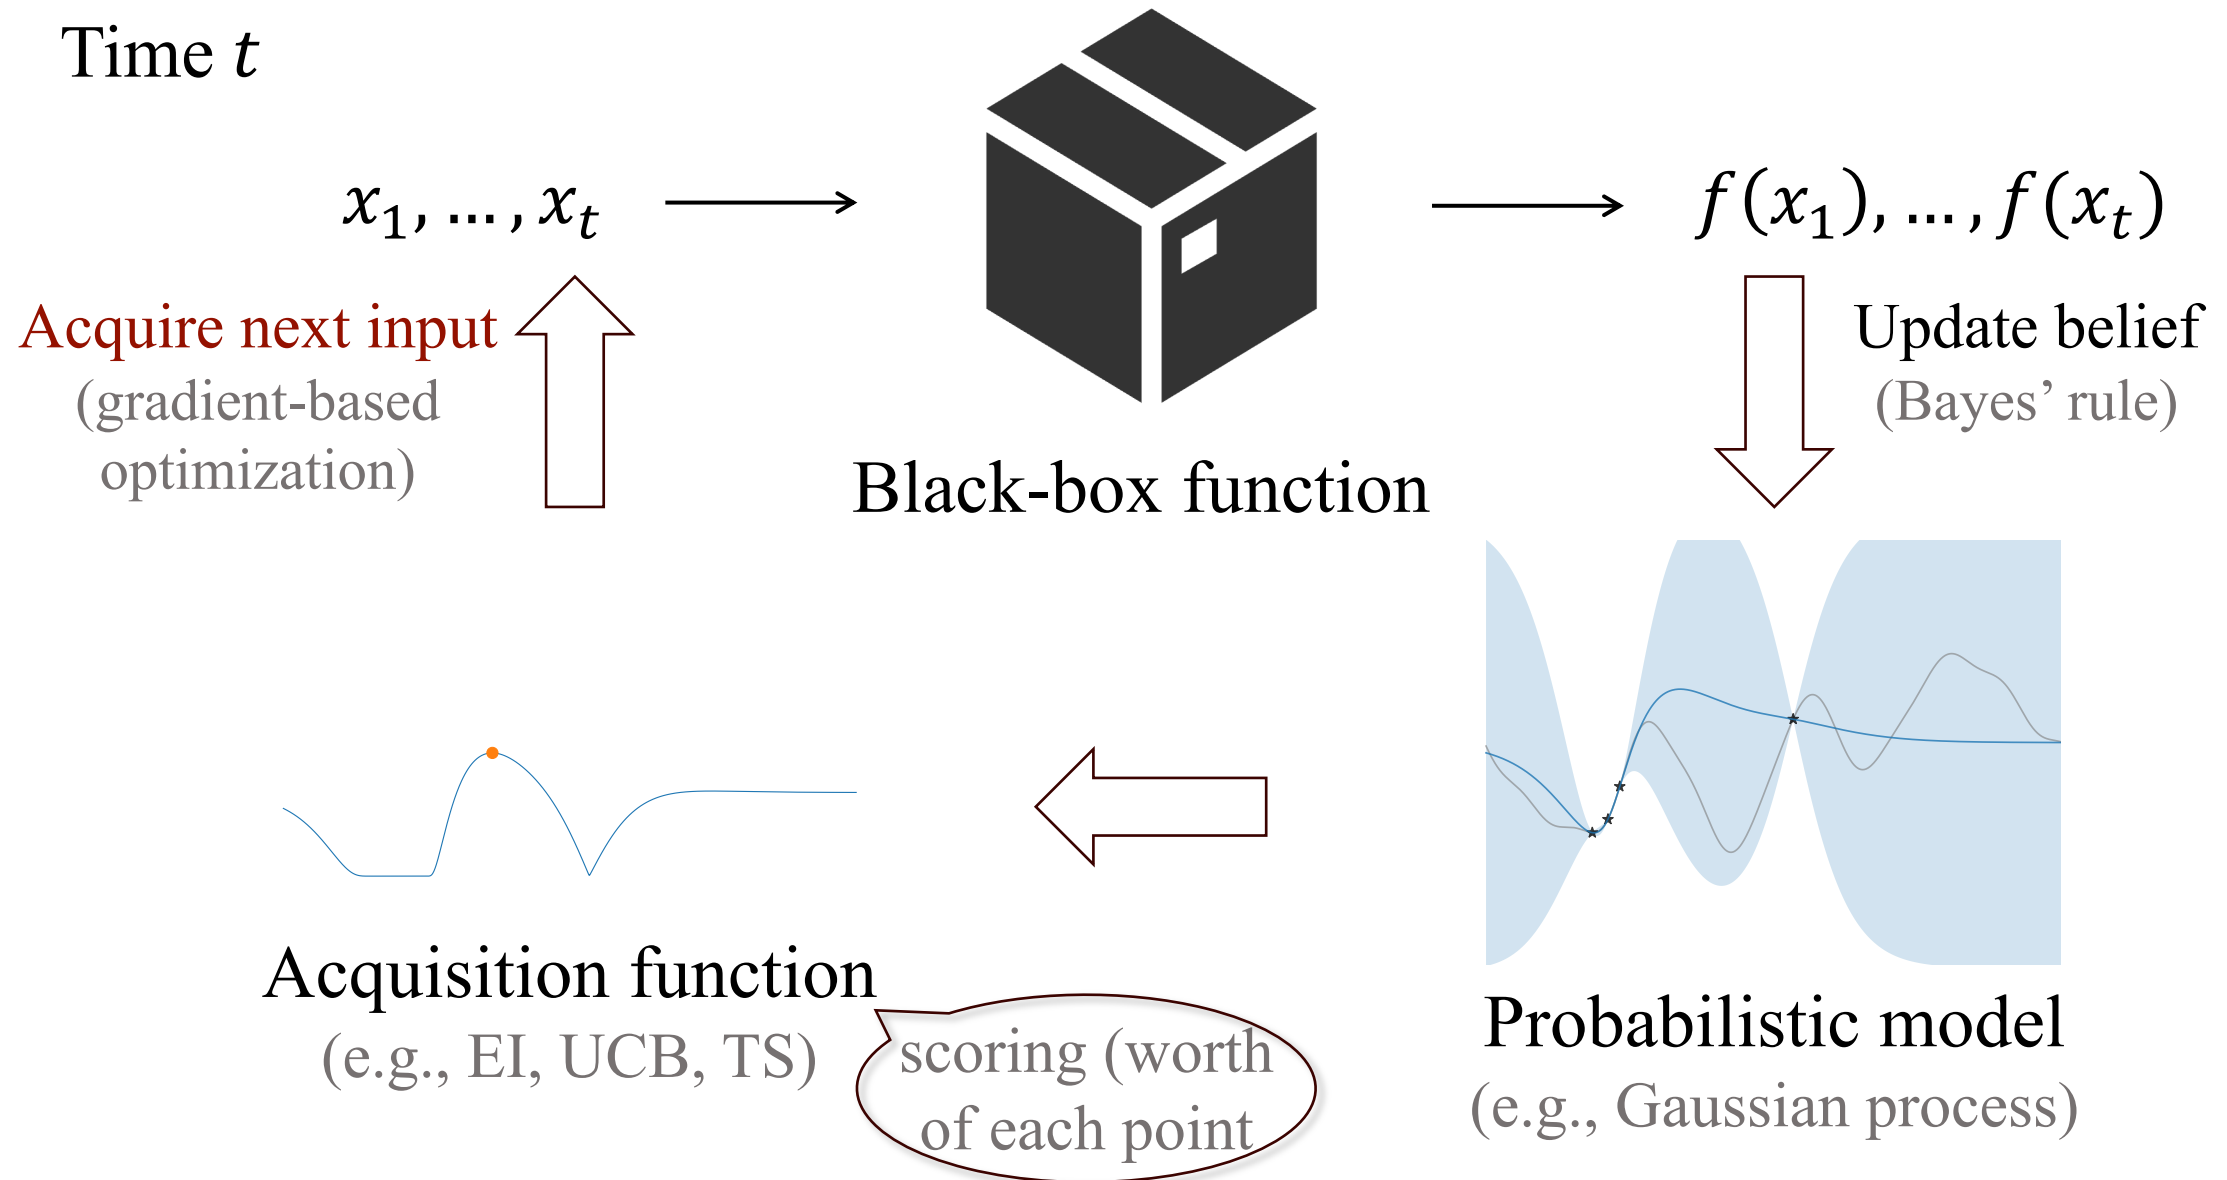 Time t
x₁, … , xₜ
f(x₁), … , f(xₜ)
Acquire next input
(gradient-based
optimization)
Black-box function
Update belief
(Bayes’ rule)
Acquisition function
(e.g., EI, UCB, TS)
scoring (worth
of each point
Probabilistic model
(e.g., Gaussian process)